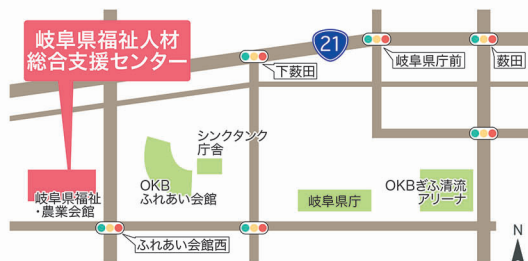 岐阜県福祉人材
総合支援センター
21
下薮田
岐阜県庁前
薮田
シンクタンク
庁舎
OKB
ふれあい会館
岐阜県福祉
・農業会館
岐阜県庁
OKBぎふ清流
アリーナ
ふれあい会館西
N